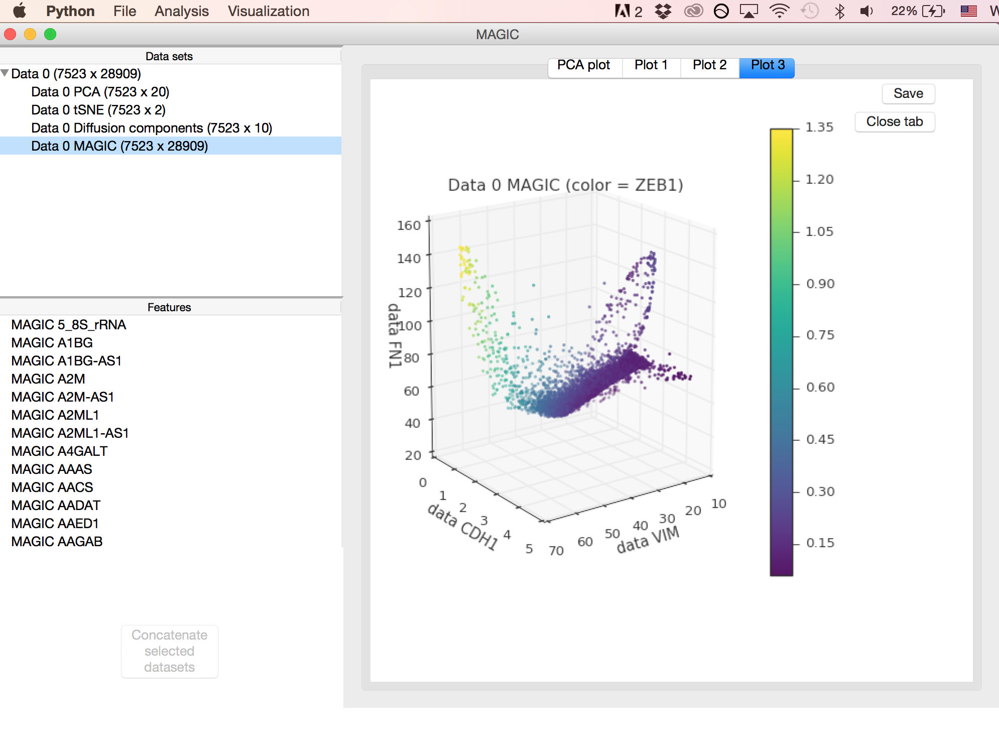 Python File Analysis Visualization 2 22%
MAGIC
Data sets
Data 0 (7523 x 28909)
Data 0 PCA (7523 x 20)
Data 0 tSNE (7523 x 2)
Data 0 Diffusion components (7523 x 10)
Data 0 MAGIC (7523 x 28909)
Features
MAGIC 5_8S_rRNA
MAGIC A1BG
MAGIC A1BG-AS1
MAGIC A2M
MAGIC A2M-AS1
MAGIC A2ML1
MAGIC A2ML1-AS1
MAGIC A4GALT
MAGIC AAAS
MAGIC AACS
MAGIC AADAT
MAGIC AAED1
MAGIC AAGAB
Concatenate
selected
datasets
PCA plot Plot 1 Plot 2 Plot 3
Save
Close tab
Data 0 MAGIC (color = ZEB1)
160
140
120
100
80
60
40
20
data FN1
0
1
2
3
4
5
data CDH1
70
60
50
40
30
20
10
data VIM
1.35
1.20
1.05
0.90
0.75
0.60
0.45
0.30
0.15